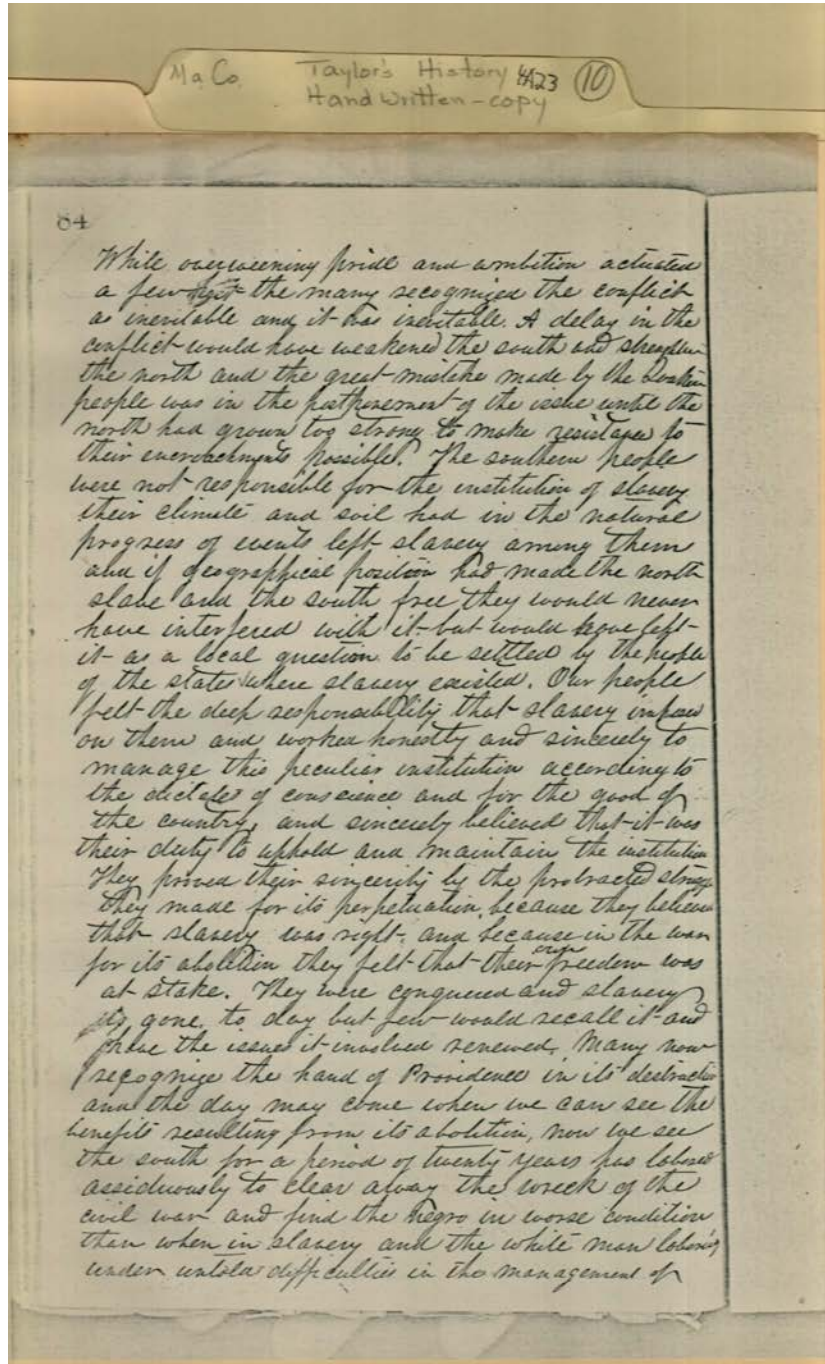 Ma. Co. Taylor's History 4A23 10
Hand Written - copy
84
While overweening pride and ambition actuated
a few the many recognized the conflict
as inevitable and it was inevitable. A delay in the
conflict would have weakened the south and strengthen
the north and the great mistake made by the
people was in the postponement of the issue until the
north had grown too strong to make resistance to
their encroachments possible. The southern people
were not responsible for the institution of slavery
their climate and soil had in the natural
progress of events left slavery among them
and if geographical position had made the north
slave and the south free they would never
have interfered with it but would have left
it as a local question to be settled by the people
of the states where slavery existed. Our people
felt the deep responsibility that slavery impose
on them and worked honestly and sincerely to
manage this peculiar institution according to
the dictates of conscience and for the good of
the country, and sincerely believed that it was
their duty to uphold and maintain the institution
They proved their sincerity by the protracted
they made for its perpetuation, because they believe
that slavery was right, and because in the war
for its abolition they felt that their own freedom was
at stake. They were conquered and slavery
is gone, to day but few would recall it and
have the issues it involved renewed. Many now
recognize the hand of Providence in its destruction
and the day may come when we can see the
benefits resulting from its abolition, now we see
the south for a period of twenty years has labored
assiduously to clear away the wreck of the
civil war and find the negro in worse condition
than when in slavery and the white man laboring
under untold difficulties in the management of